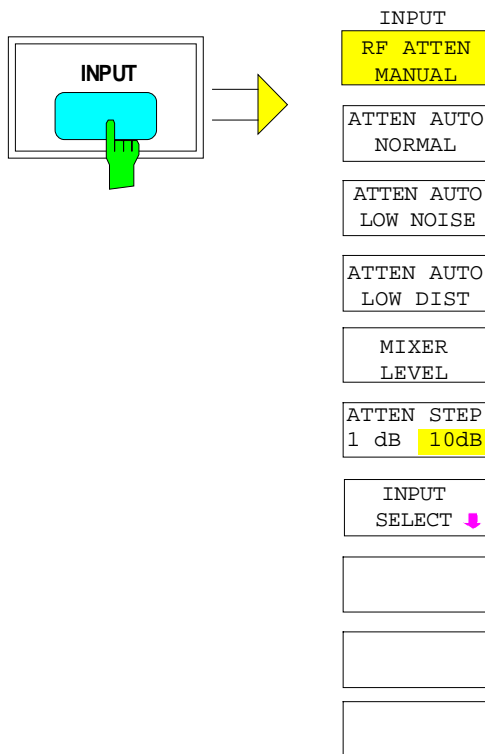 INPUT
INPUT
RF ATTEN
MANUAL
ATTEN AUTO
NORMAL
ATTEN AUTO
LOW NOISE
ATTEN AUTO
LOW DIST
MIXER
LEVEL
ATTEN STEP
1 dB 10dB
INPUT
SELECT